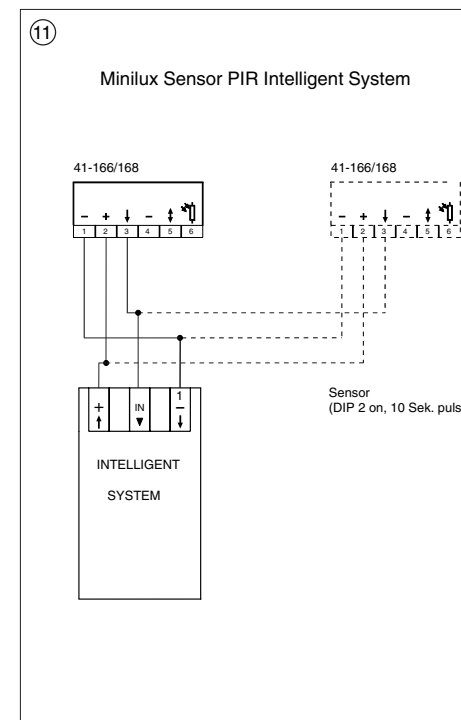 11
Minilux Sensor PIR Intelligent System
41-166/168
41-166/168
- + ↓ - ↕
1 2 3 4 5 6
- + ↓ - ↕
1 2 3 4 5 6
+ IN 1 -
↑ ▼ ↓
Sensor
(DIP 2 on, 10 Sek. puls
INTELLIGENT
SYSTEM